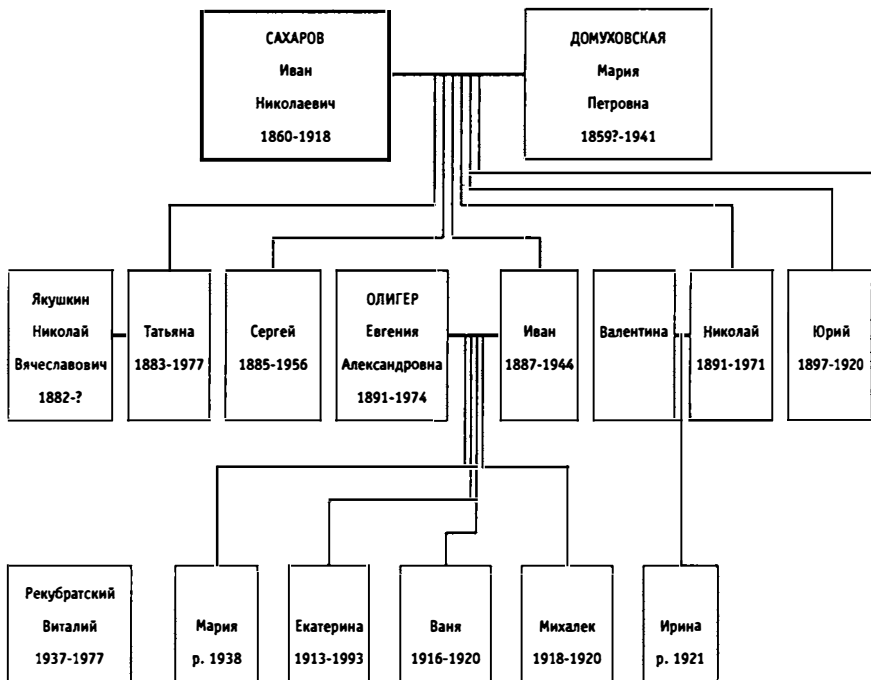 САХАРОВ
Иван
Николаевич
1860-1918
ДОМУХОВСКАЯ
Мария
Петровна
1859?-1941
Якушкин
Николай
Вячеславович
1882-?
Татьяна
1883-1977
Сергей
1885-1956
ОЛИГЕР
Евгения
Александровна
1891-1974
Иван
1887-1944
Валентина
Николай
1891-1971
Юрий
1897-1920
Рекубратский
Виталий
1937-1977
Мария
р. 1938
Екатерина
1913-1993
Ваня
1916-1920
Михалек
1918-1920
Ирина
р. 1921